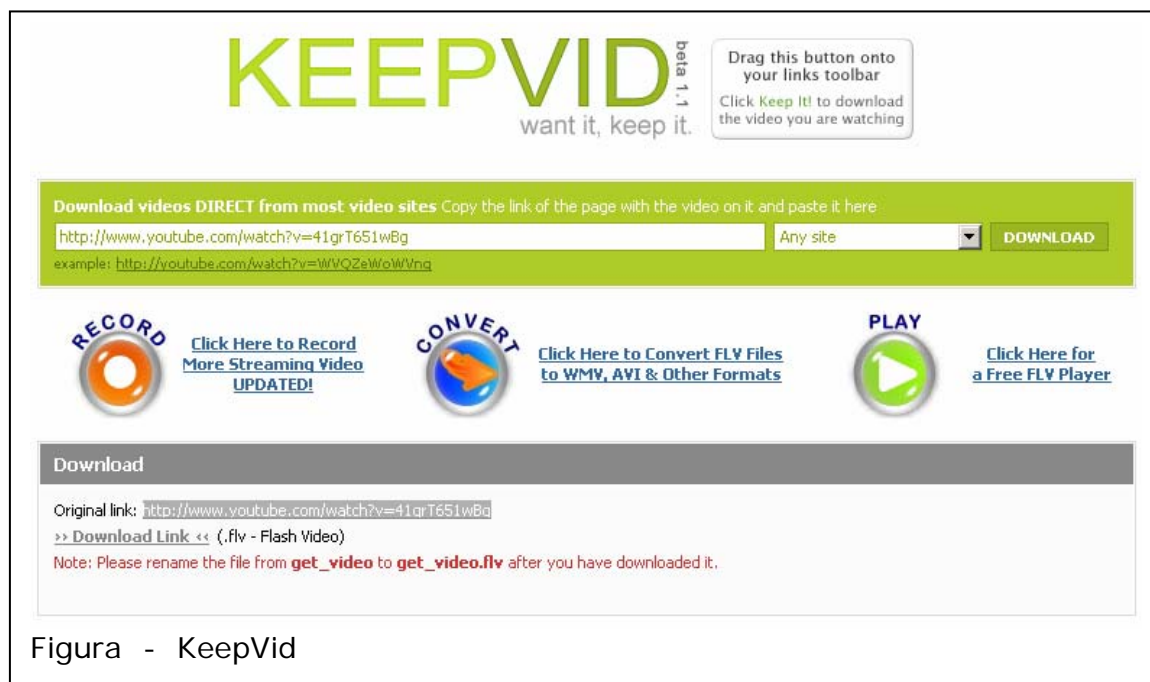 KEEPVID beta 1.1
want it, keep it.
Drag this button onto
your links toolbar
Click Keep It! to download
the video you are watching
Download videos DIRECT from most video sites Copy the link of the page with the video on it and paste it here
http://www.youtube.com/watch?v=41grT651wBg
Any site
DOWNLOAD
example: http://youtube.com/watch?v=WVQZeWoWVng
RECORD
Click Here to Record
More Streaming Video
UPDATED!
CONVERT
Click Here to Convert FLV Files
to WMV, AVI & Other Formats
PLAY
Click Here for
a Free FLV Player
Download
Original link: http://www.youtube.com/watch?v=41grT651wBg
>> Download Link << (.flv - Flash Video)
Note: Please rename the file from get_video to get_video.flv after you have downloaded it.
Figura - KeepVid